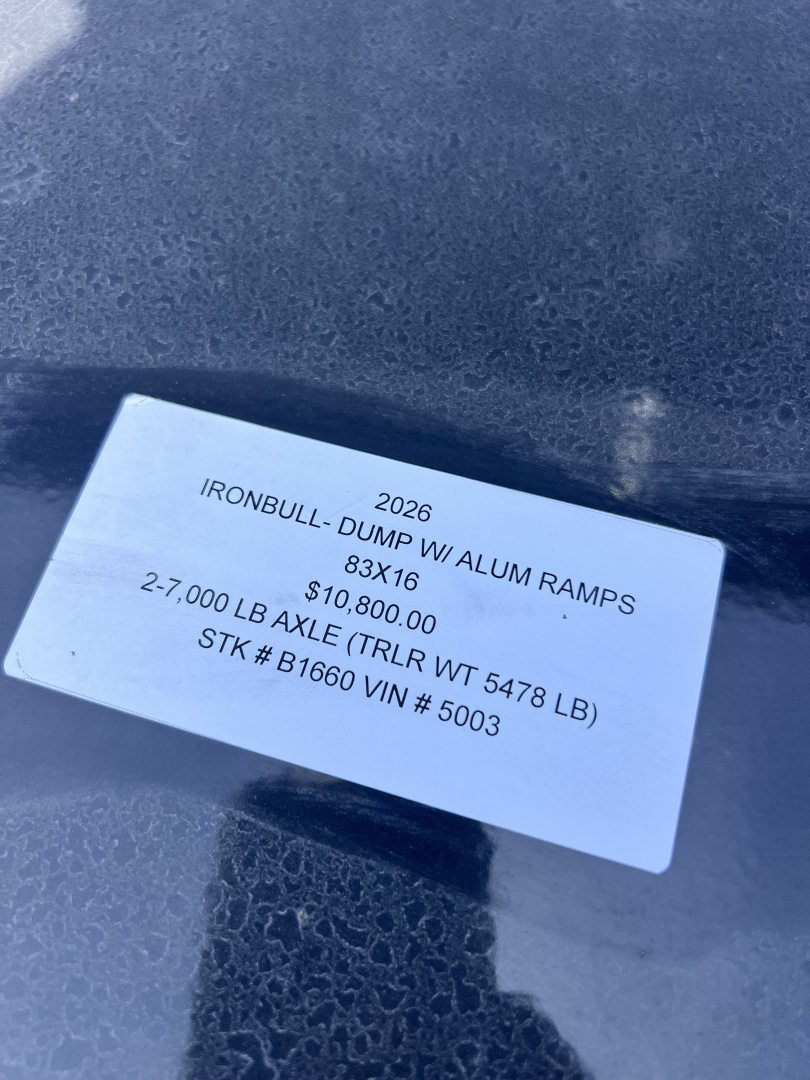 2026
IRONBULL- DUMP W/ ALUM RAMPS
83X16
$10,800.00
2-7,000 LB AXLE (TRLR WT 5478 LB)
STK # B1660 VIN # 5003